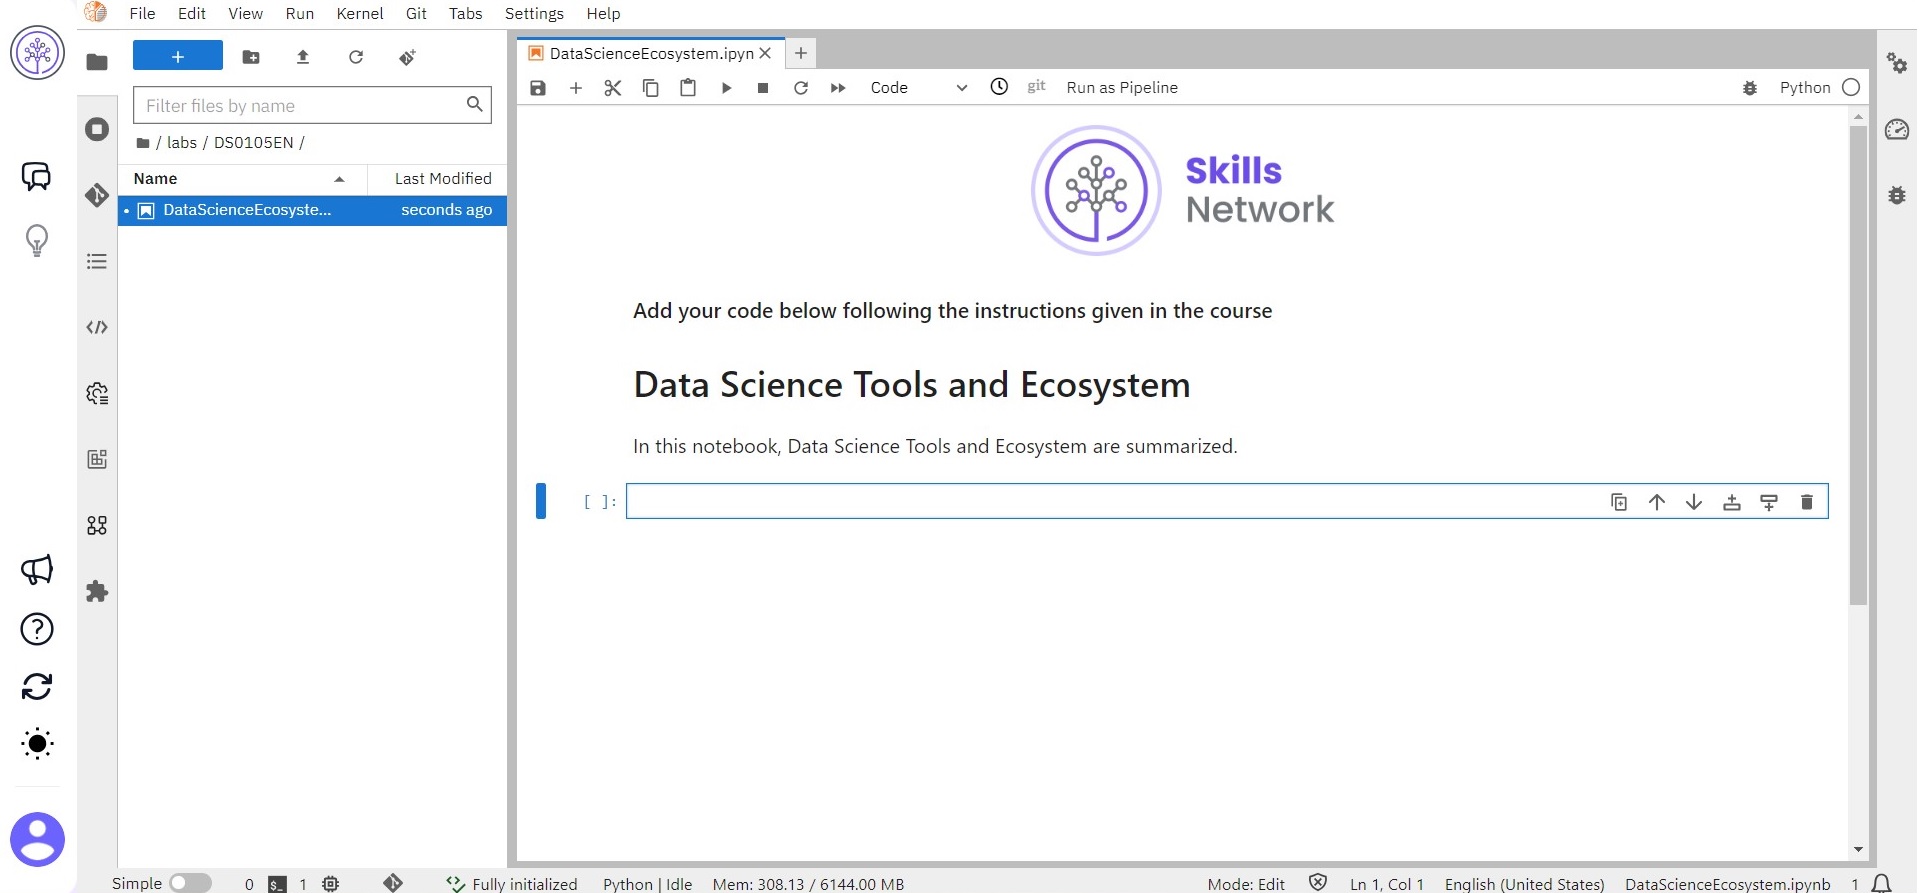 File Edit View Run Kernel Git Tabs Settings Help
+
Filter files by name
/ labs / DS0105EN /
Name Last Modified
DataScienceEcosyste... seconds ago
DataScienceEcosystem.ipyn
Code git Run as Pipeline Python
Skills
Network
Add your code below following the instructions given in the course
Data Science Tools and Ecosystem
In this notebook, Data Science Tools and Ecosystem are summarized.
[ ]:
Simple 0 $_ 1 Fully initialized Python | Idle Mem: 308.13 / 6144.00 MB Mode: Edit Ln 1, Col 1 English (United States) DataScienceEcosystem.ipynb 1